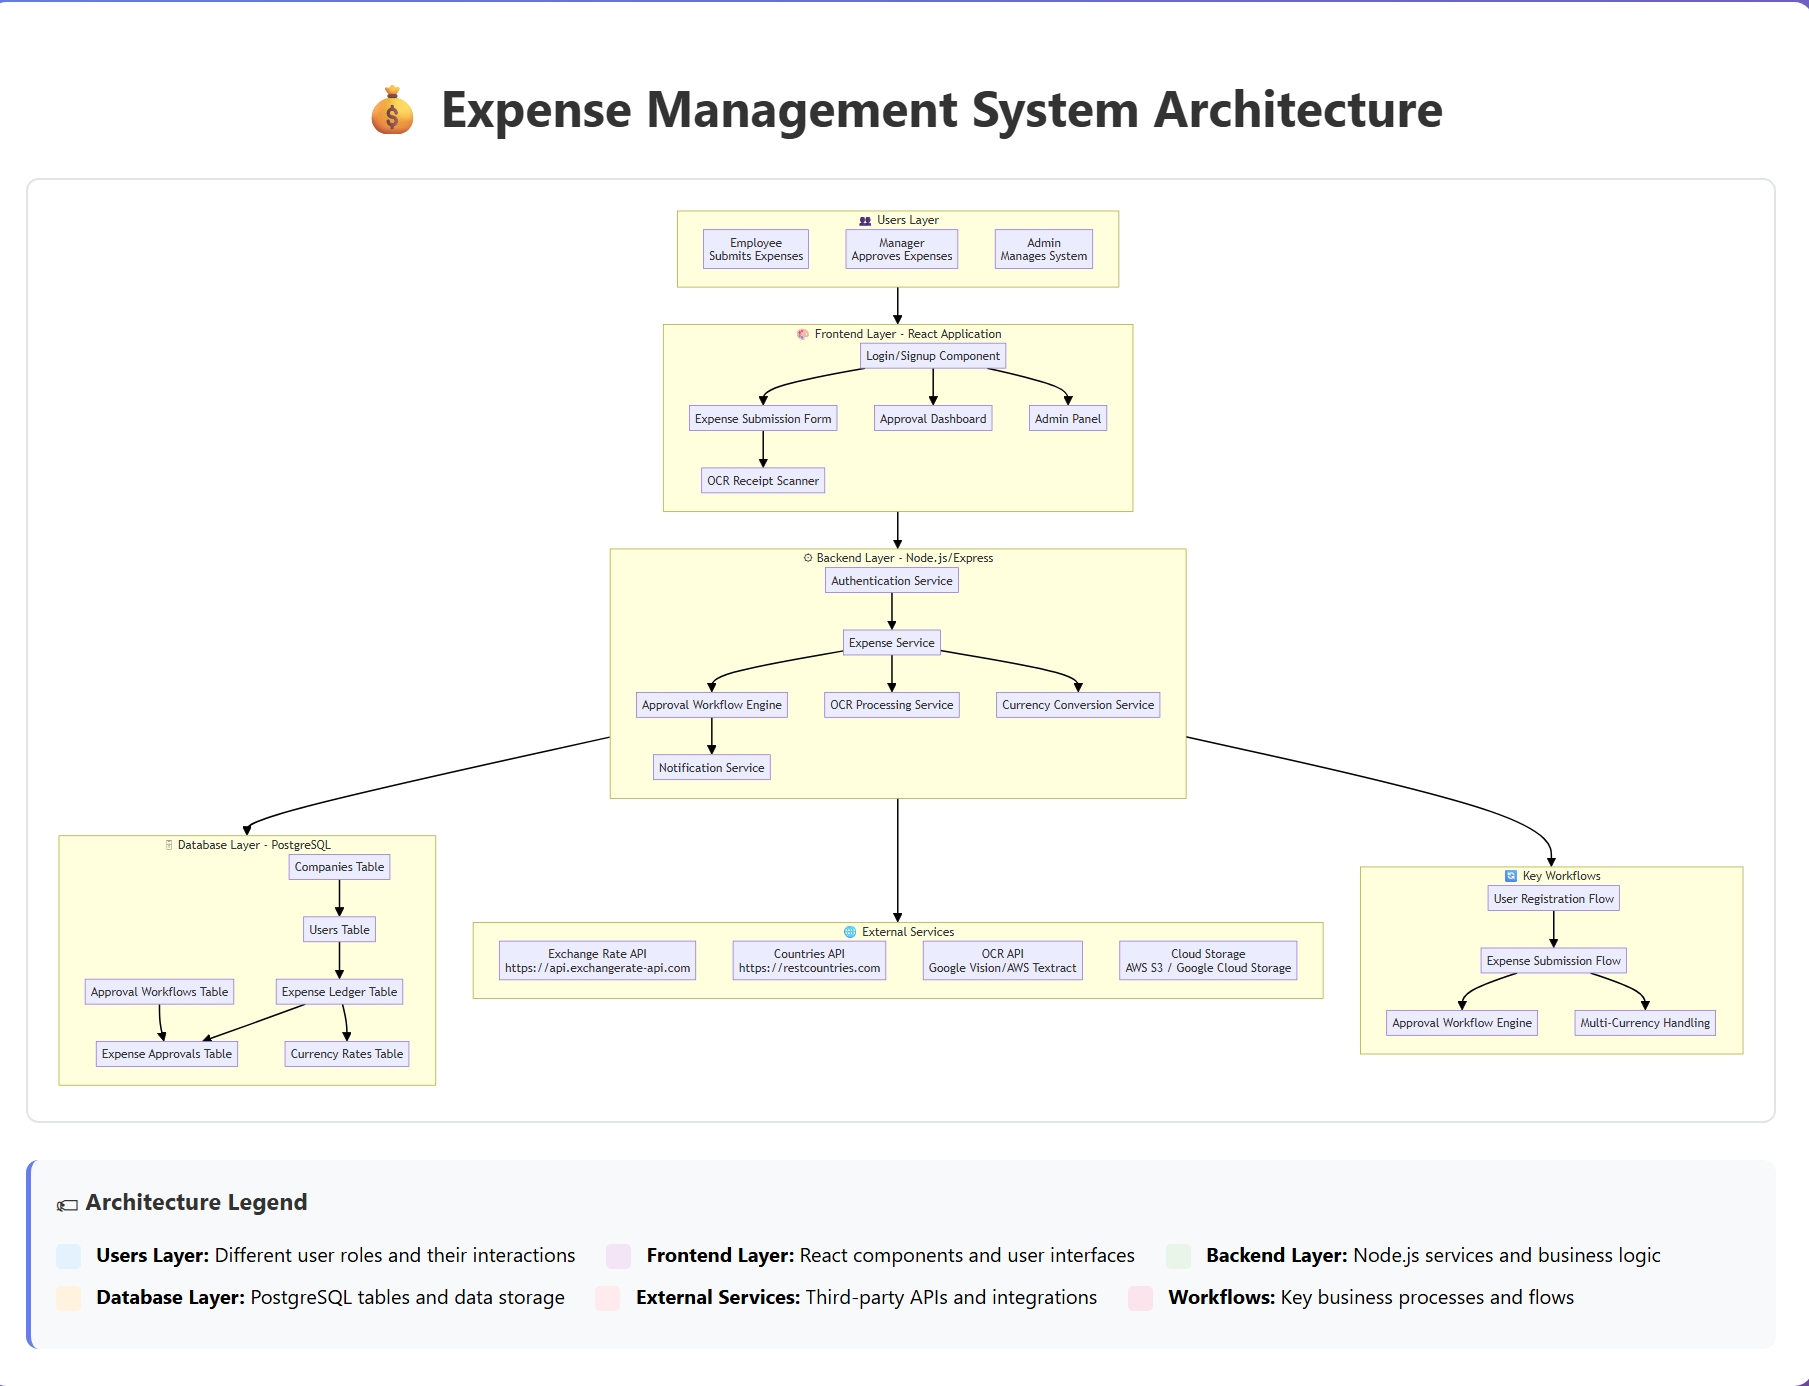 Expense Management System Architecture
Users Layer
Employee
Submits Expenses
Manager
Approves Expenses
Admin
Manages System
Frontend Layer - React Application
Login/Signup Component
Expense Submission Form
Approval Dashboard
Admin Panel
OCR Receipt Scanner
Backend Layer - Node.js/Express
Authentication Service
Expense Service
Approval Workflow Engine
OCR Processing Service
Currency Conversion Service
Notification Service
Database Layer - PostgreSQL
Companies Table
Users Table
Approval Workflows Table
Expense Ledger Table
Expense Approvals Table
Currency Rates Table
External Services
Exchange Rate API
https://api.exchangerate-api.com
Countries API
https://restcountries.com
OCR API
Google Vision/AWS Textract
Cloud Storage
AWS S3 / Google Cloud Storage
Key Workflows
User Registration Flow
Expense Submission Flow
Approval Workflow Engine
Multi-Currency Handling
Architecture Legend
Users Layer: Different user roles and their interactions
Frontend Layer: React components and user interfaces
Backend Layer: Node.js services and business logic
Database Layer: PostgreSQL tables and data storage
External Services: Third-party APIs and integrations
Workflows: Key business processes and flows